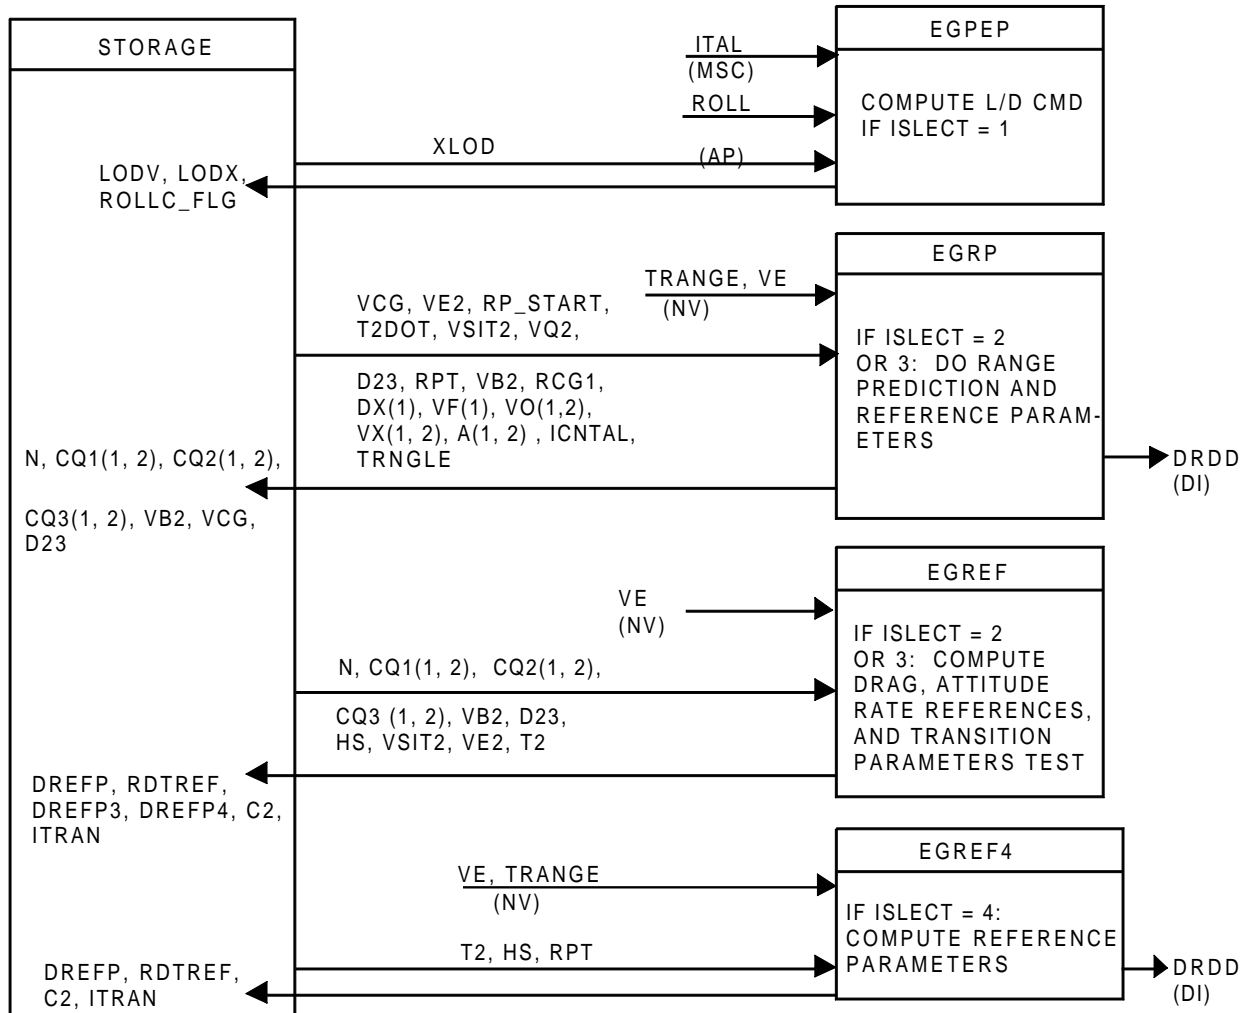 STORAGE
EGPEP
ITAL
(MSC)
ROLL
COMPUTE L/D CMD
IF ISLECT = 1
XLOD
(AP)
LODV, LODX,
ROLLC_FLG
EGRP
TRANGE, VE
(NV)
VCG, VE2, RP_START,
T2DOT, VSIT2, VQ2,
D23, RPT, VB2, RCG1,
DX(1), VF(1), VO(1,2),
VX(1, 2), A(1, 2) , ICNTAL,
TRNGLE
IF ISLECT = 2
OR 3: DO RANGE
PREDICTION AND
REFERENCE PARAM-
ETERS
DRDD
(DI)
N, CQ1(1, 2), CQ2(1, 2),
CQ3(1, 2), VB2, VCG,
D23
EGREF
VE
(NV)
IF ISLECT = 2
OR 3: COMPUTE
DRAG, ATTITUDE
RATE REFERENCES,
AND TRANSITION
PARAMETERS TEST
N, CQ1(1, 2), CQ2(1, 2),
CQ3 (1, 2), VB2, D23,
HS, VSIT2, VE2, T2
DREFP, RDTREF,
DREFP3, DREFP4, C2,
ITRAN
EGREF4
VE, TRANGE
(NV)
IF ISLECT = 4:
COMPUTE REFERENCE
PARAMETERS
T2, HS, RPT
DRDD
(DI)
DREFP, RDTREF,
C2, ITRAN